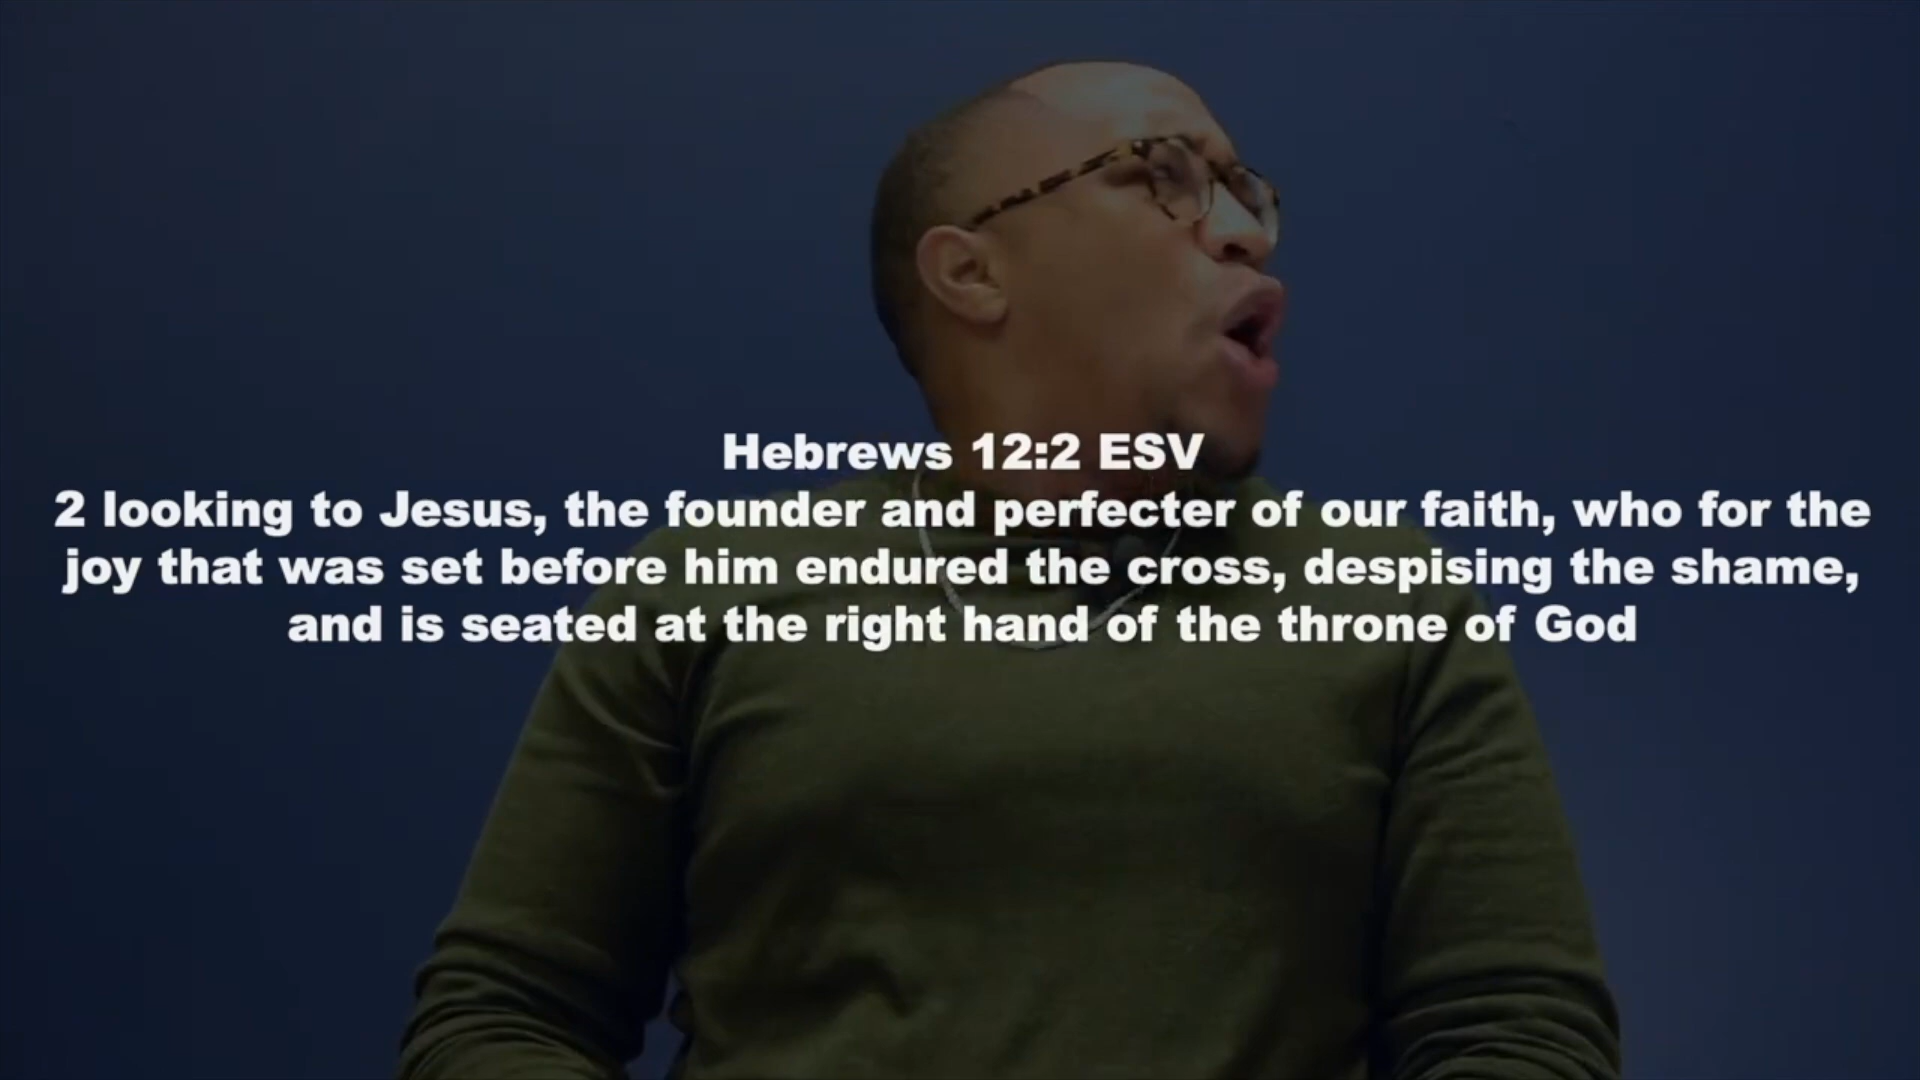 Hebrews 12:2 ESV
2 looking to Jesus, the founder and perfecter of our faith, who for the
joy that was set before him endured the cross, despising the shame,
and is seated at the right hand of the throne of God